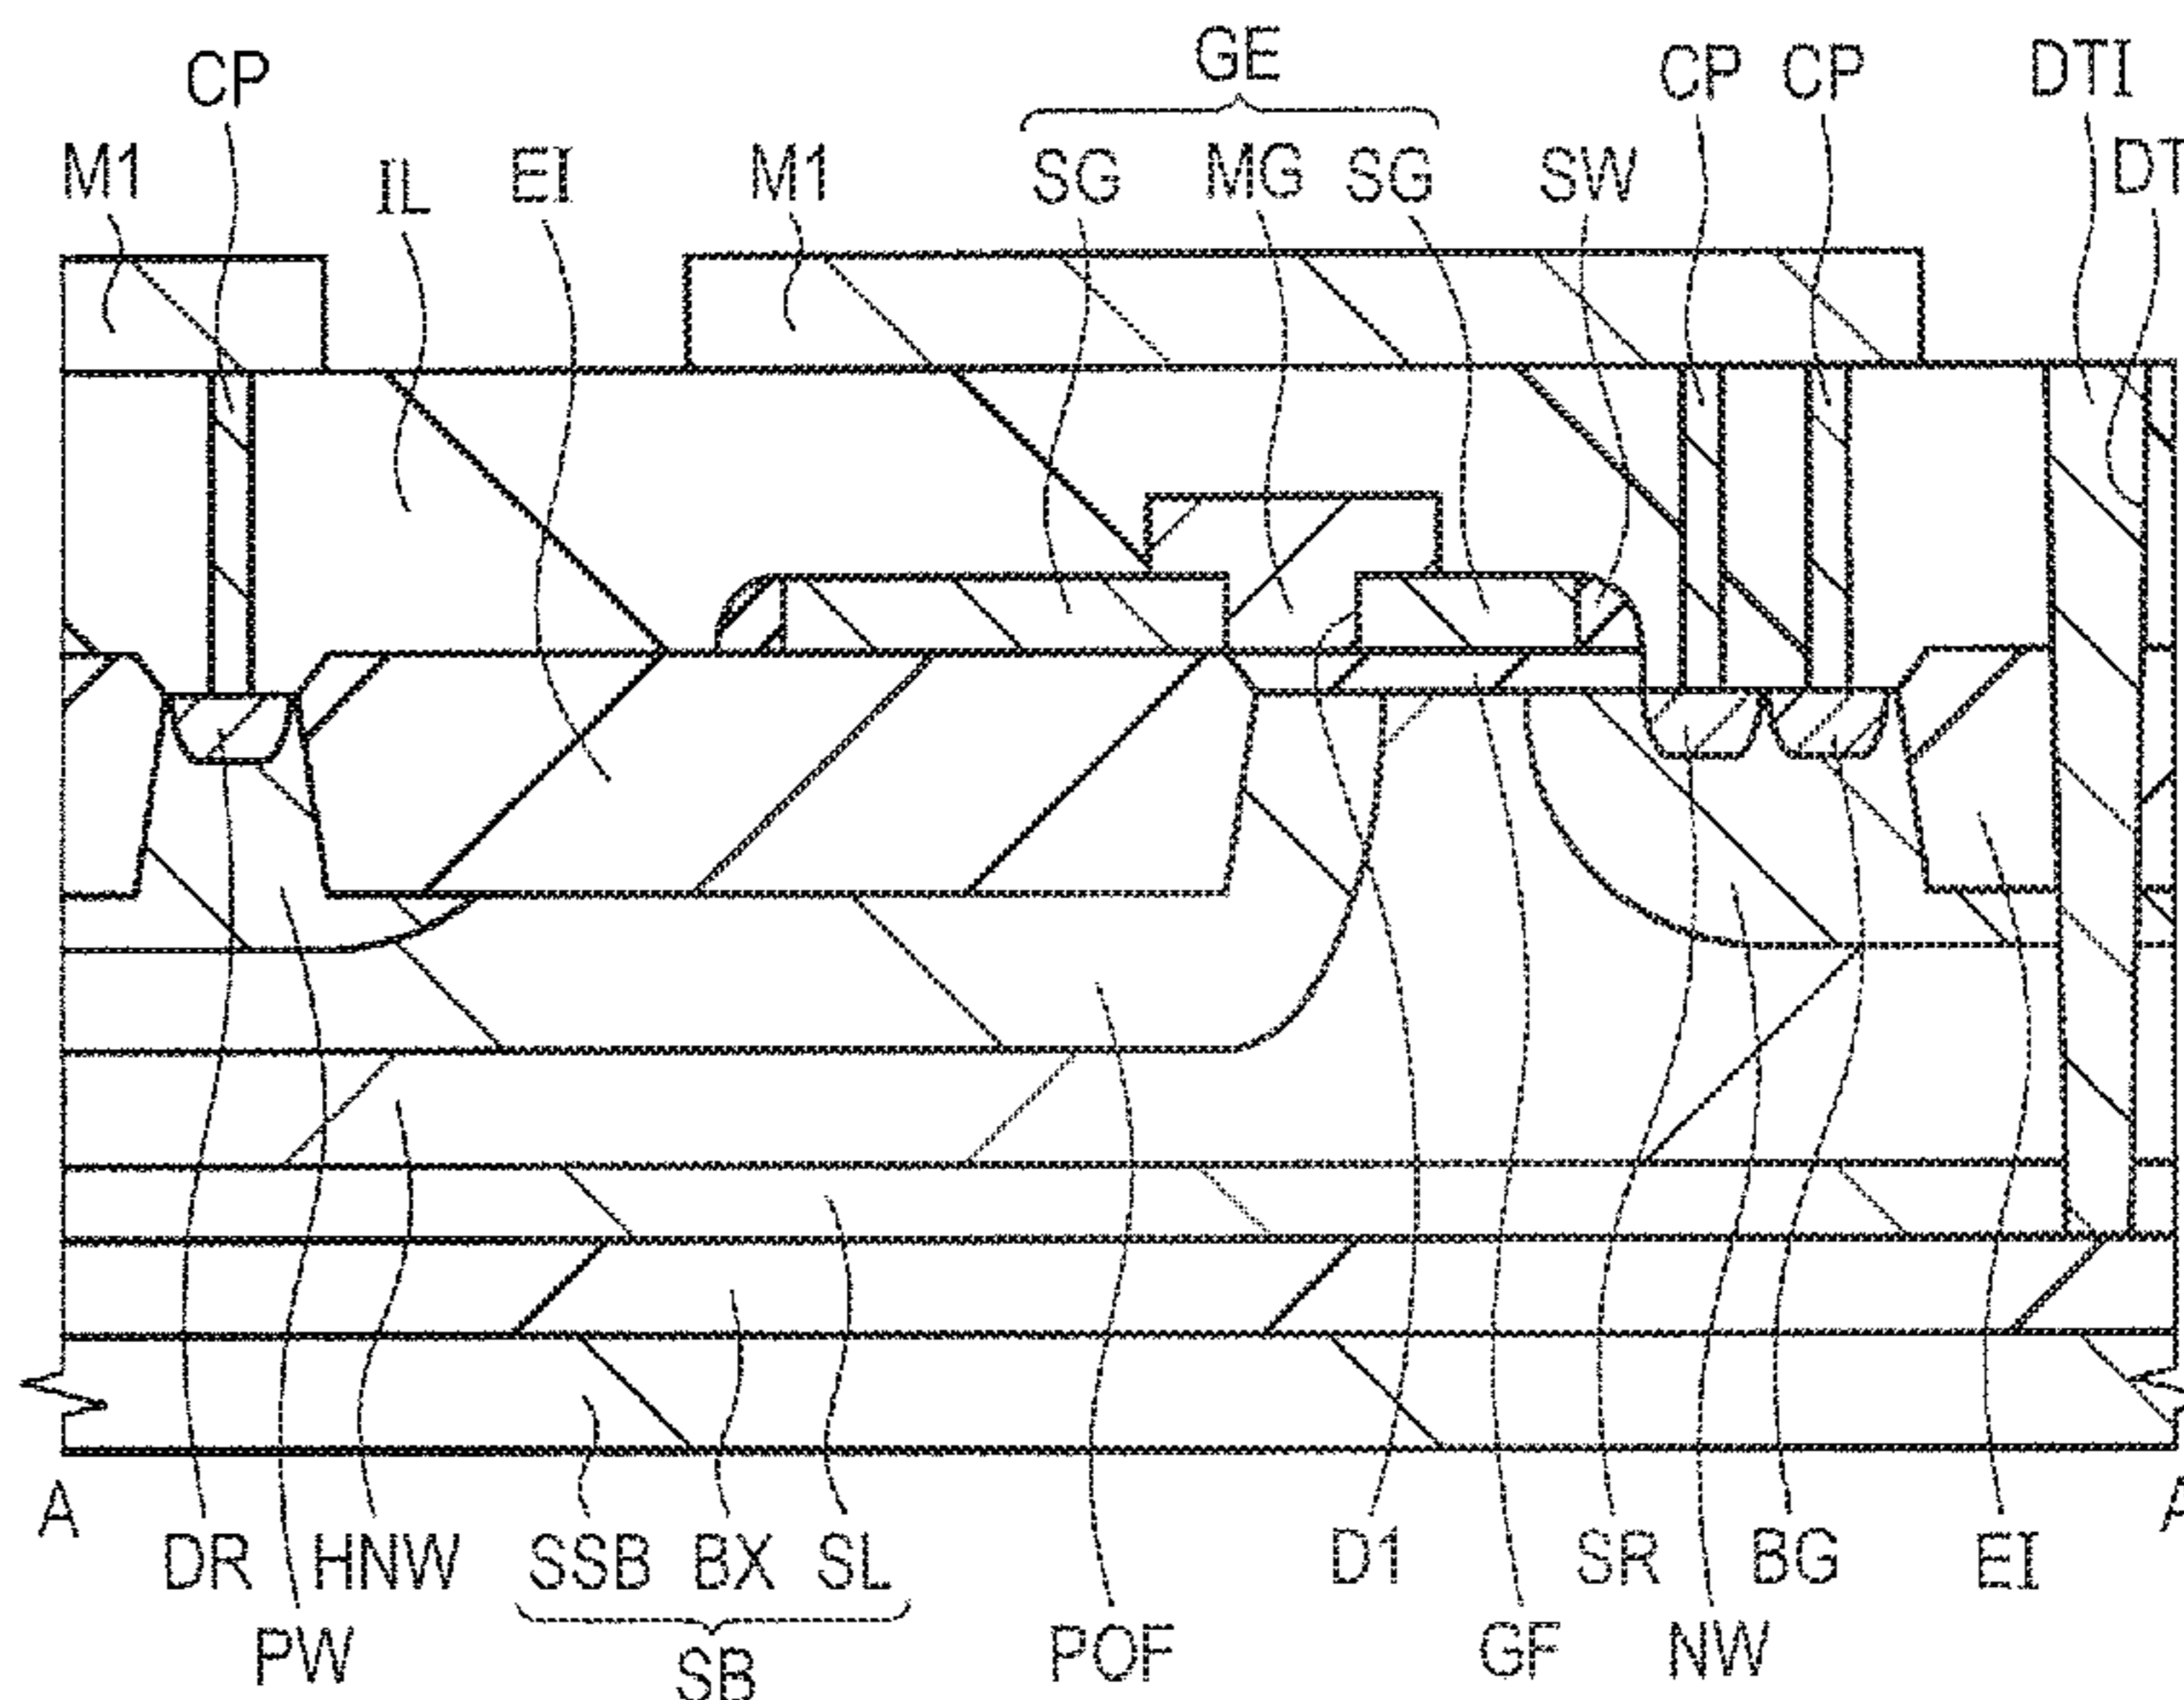 GE
CP CP CP DTI
M1 IL EI M1 SG MG SG SW DT
A
DR HNW SSB BX SL D1 SR BG EI
PW SB POF GF NW